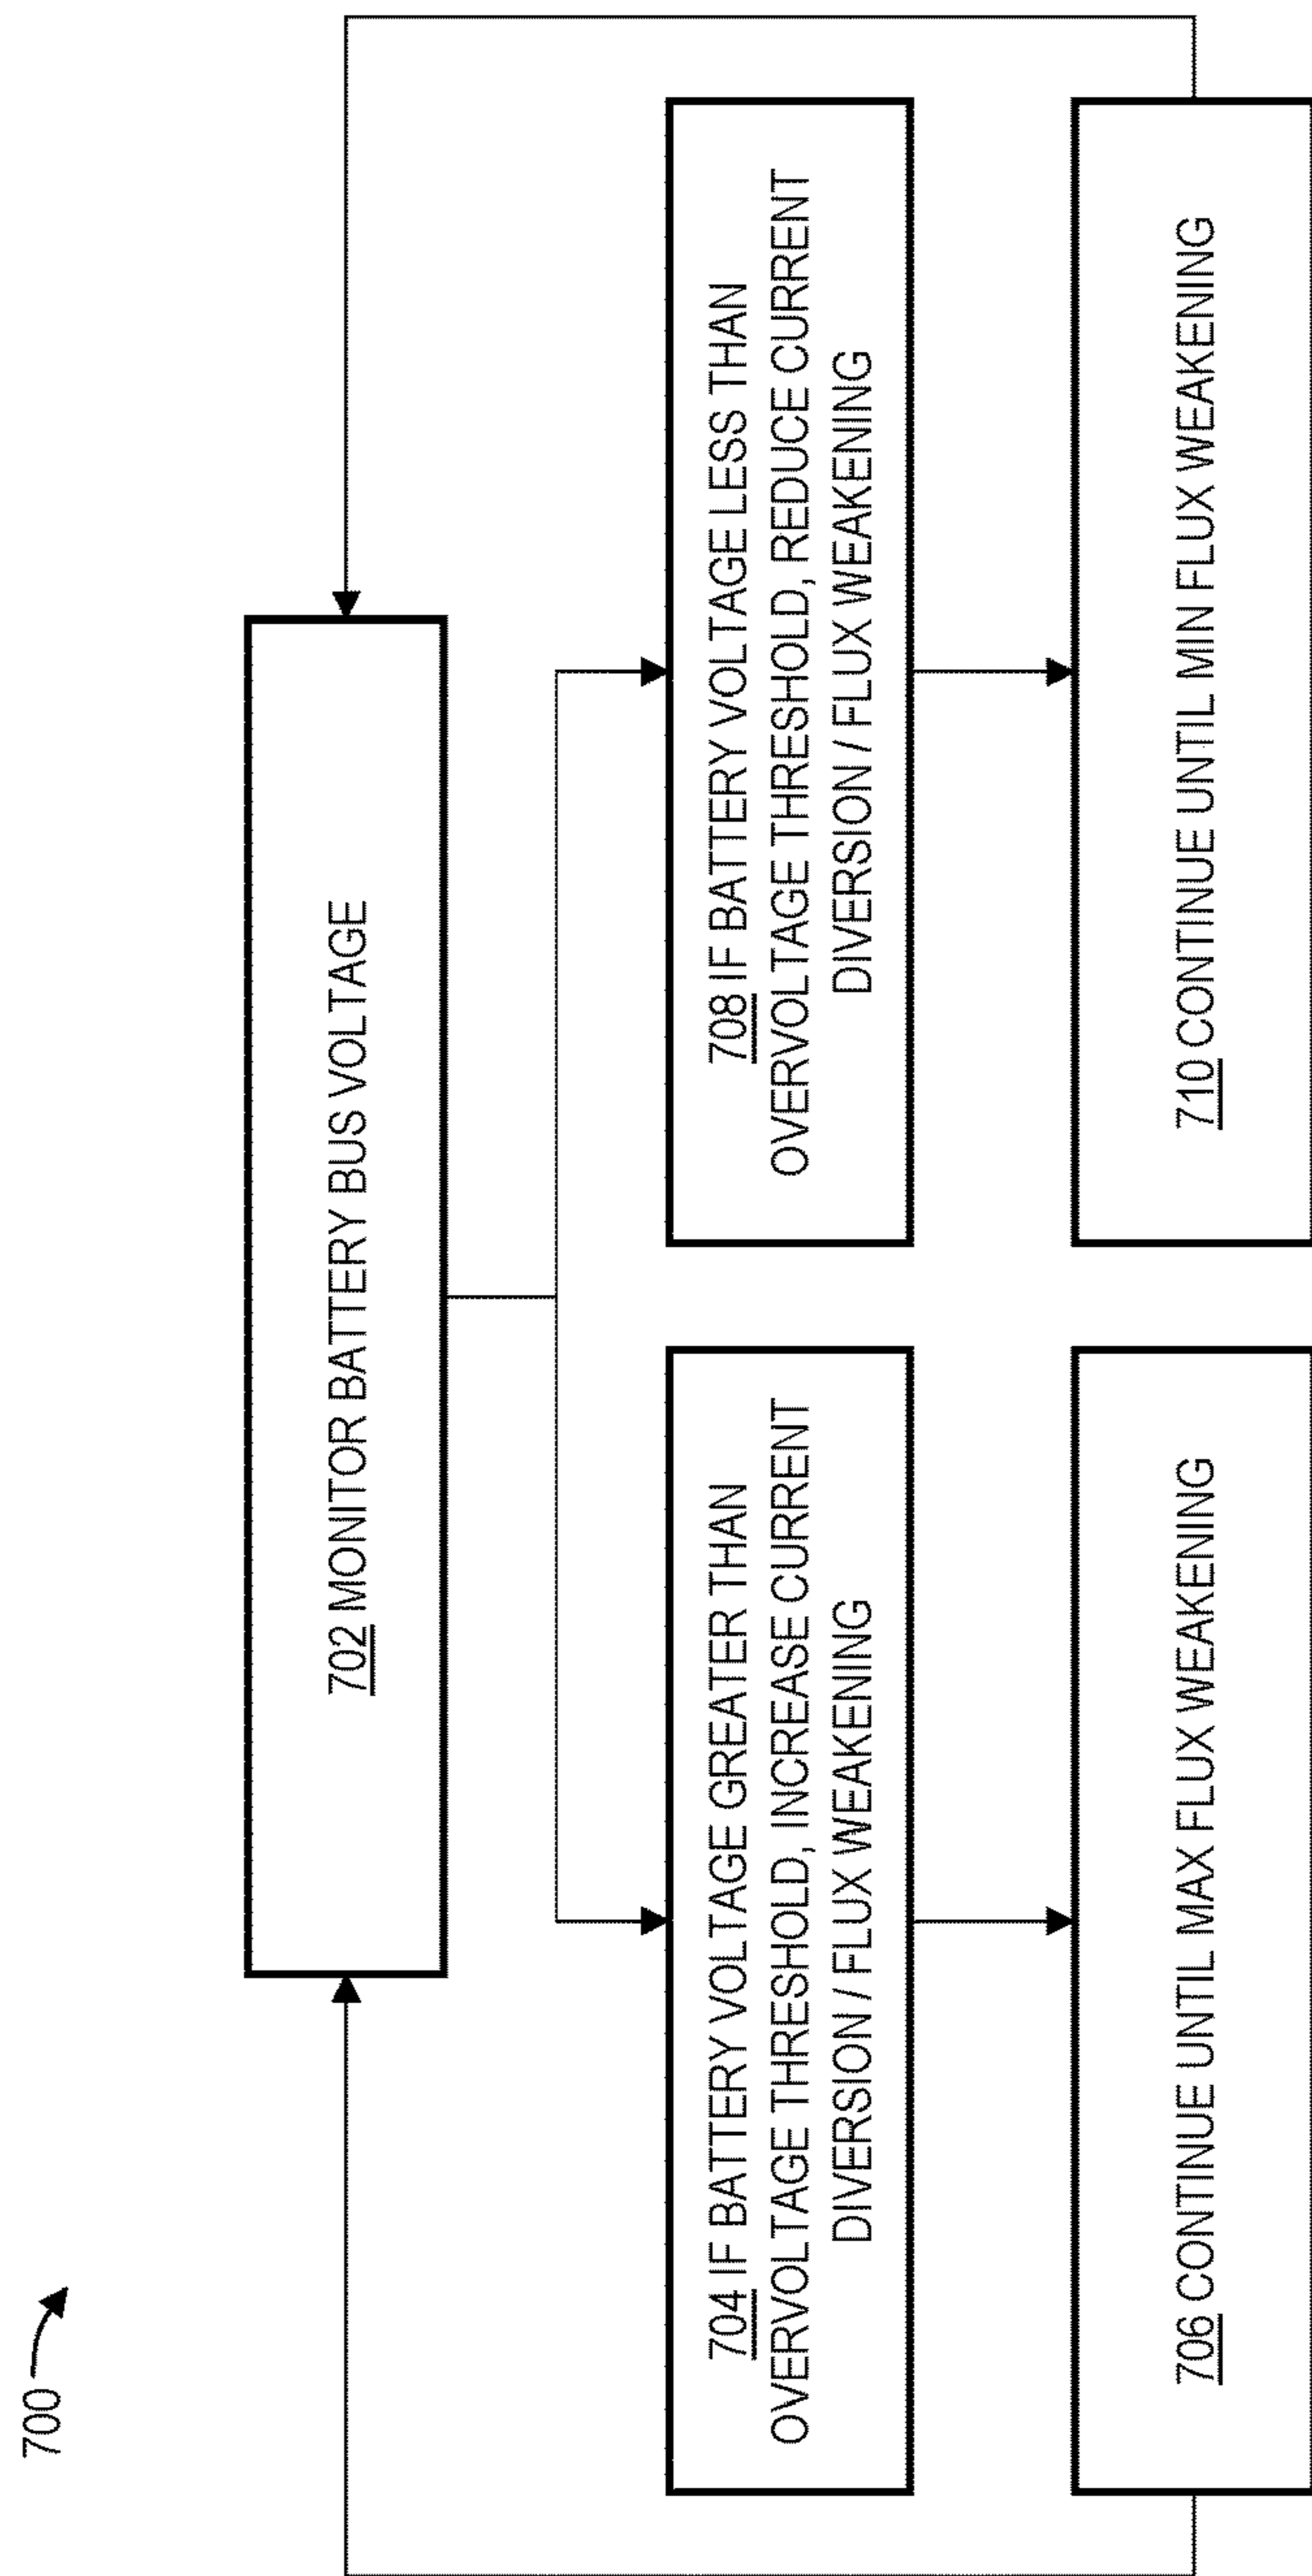 700
702 MONITOR BATTERY BUS VOLTAGE
704 IF BATTERY VOLTAGE GREATER THAN
OVERVOLTAGE THRESHOLD, INCREASE CURRENT
DIVERSION / FLUX WEAKENING
706 CONTINUE UNTIL MAX FLUX WEAKENING
708 IF BATTERY VOLTAGE LESS THAN
OVERVOLTAGE THRESHOLD, REDUCE CURRENT
DIVERSION / FLUX WEAKENING
710 CONTINUE UNTIL MIN FLUX WEAKENING